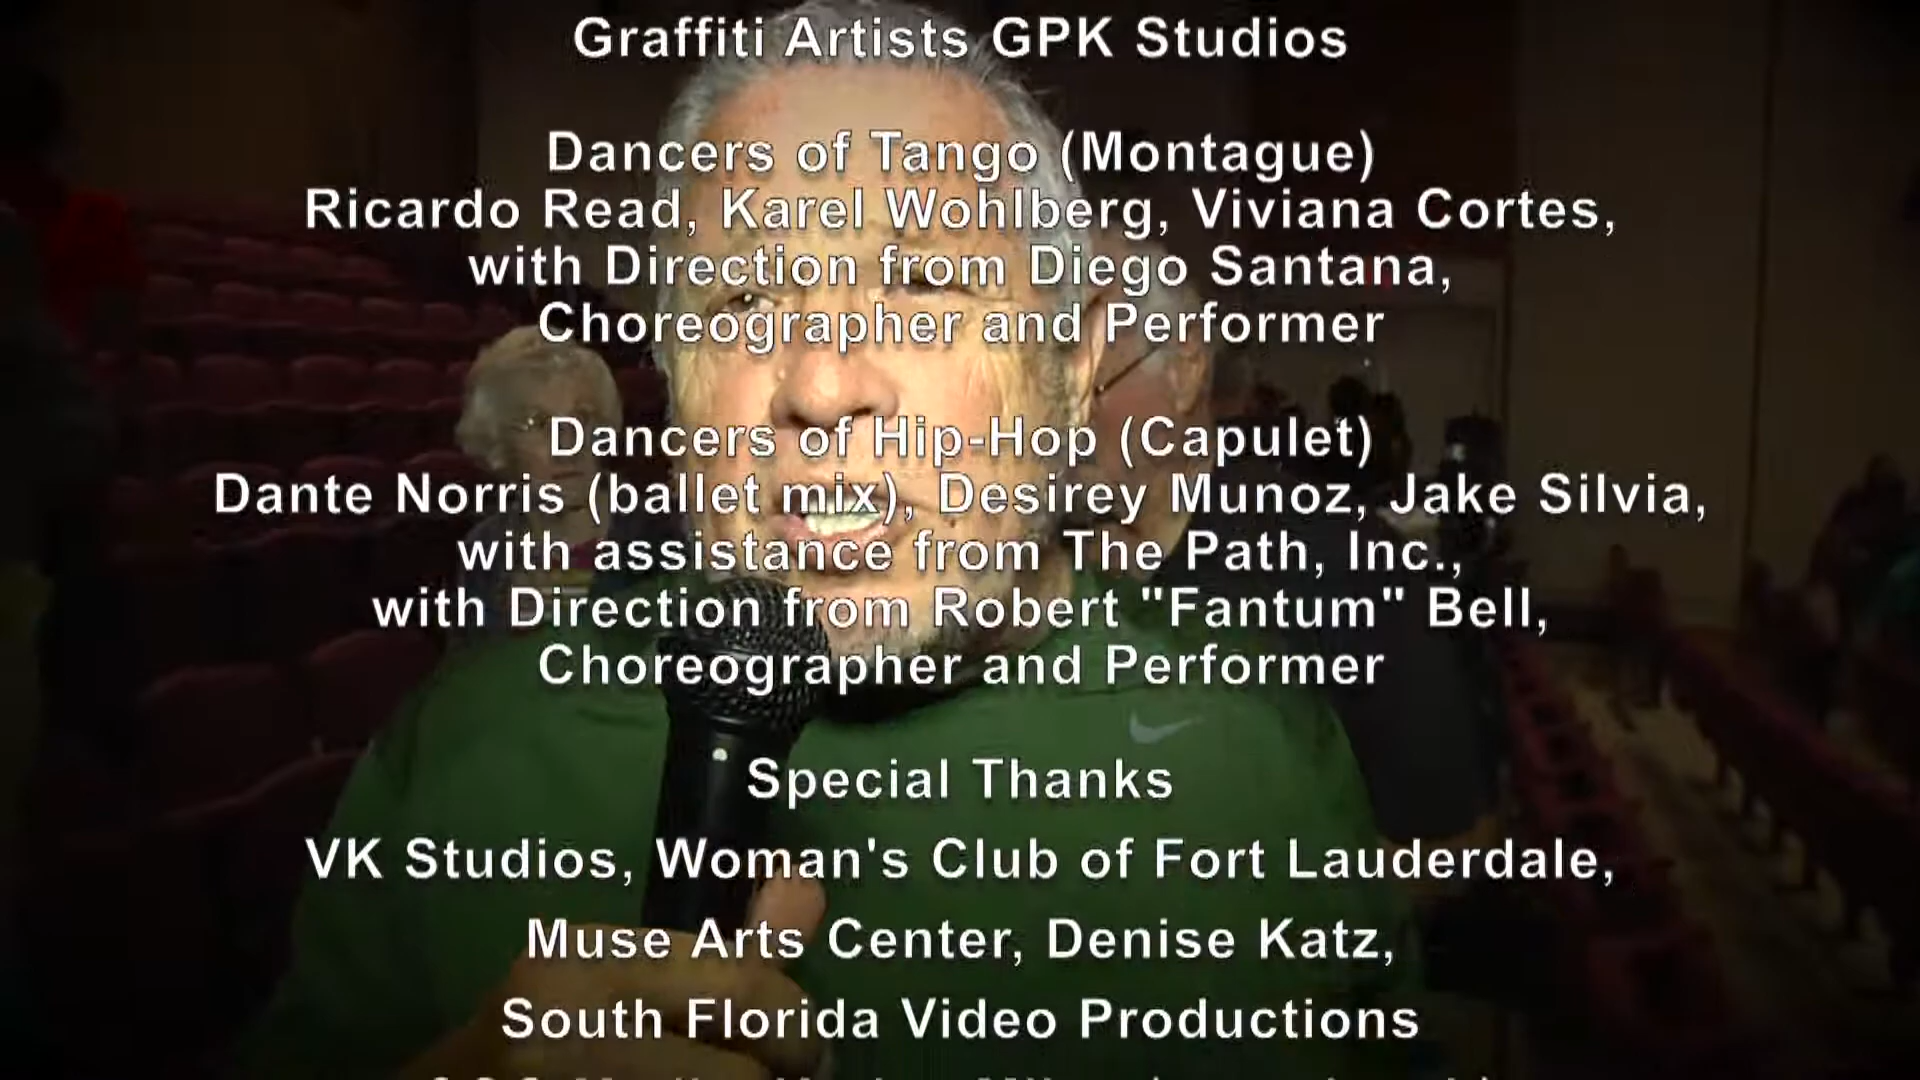 Graffiti Artists GPK Studios
Dancers of Tango (Montague)
Ricardo Read, Karel Wohlberg, Viviana Cortes,
with Direction from Diego Santana,
Choreographer and Performer
Dancers of Hip-Hop (Capulet)
Dante Norris (ballet mix), Desirey Munoz, Jake Silvia,
with assistance from The Path, Inc.,
with Direction from Robert "Fantum" Bell,
Choreographer and Performer
Special Thanks
VK Studios, Woman's Club of Fort Lauderdale,
Muse Arts Center, Denise Katz,
South Florida Video Productions